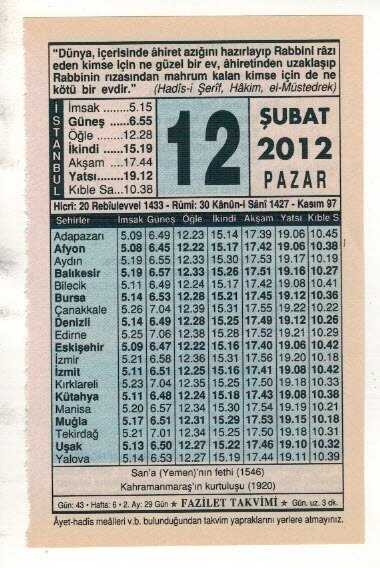 "Dünya, içerisinde âhiret azığını hazırlayıp Rabbini râzı
eden kimse için ne güzel bir ev, âhiretinden uzaklaşıp
Rabbinin rızasından mahrum kalan kimse için de ne
kötü bir evdir." (Hadîs-i Şerîf, Hâkim, el-Müstedrek)
İSTANBUL
İmsak ........5.15
Güneş ......6.55
Öğle ........12.28
İkindi .....15.19
Akşam ....17.44
Yatsı.......19.12
Kıble Sa...10.38
12
ŞUBAT
2012
PAZAR
Hicrî: 20 Rebîulevvel 1433 - Rûmî: 30 Kânûn-i Sânî 1427 - Kasım 97
Şehirler İmsak Güneş Öğle İkindi Akşam Yatsı Kıble S.
Adapazarı 5.09 6.49 12.23 15.14 17.39 19.06 10.45
Afyon 5.08 6.45 12.22 15.17 17.42 19.06 10.38
Aydın 5.19 6.55 12.33 15.30 17.53 19.17 10.19
Balıkesir 5.19 6.57 12.33 15.26 17.51 19.16 10.27
Bilecik 5.11 6.49 12.24 15.17 17.42 19.08 10.41
Bursa 5.14 6.53 12.28 15.21 17.45 19.12 10.36
Çanakkale 5.26 7.04 12.39 15.31 17.55 19.22 10.22
Denizli 5.14 6.49 12.28 15.25 17.49 19.12 10.26
Edirne 5.25 7.06 12.38 15.28 17.52 19.21 10.29
Eskişehir 5.09 6.47 12.22 15.16 17.40 19.06 10.42
İzmir 5.21 6.58 12.36 15.31 17.56 19.20 10.18
İzmit 5.11 6.51 12.25 15.16 17.41 19.08 10.42
Kırklareli 5.23 7.04 12.35 15.25 17.50 19.18 10.33
Kütahya 5.11 6.48 12.24 15.18 17.43 19.08 10.38
Manisa 5.20 6.57 12.34 15.30 17.54 19.19 10.21
Muğla 5.17 6.51 12.31 15.29 17.53 19.15 10.18
Tekirdağ 5.21 7.01 12.34 15.25 17.50 19.18 10.31
Uşak 5.13 6.50 12.27 15.22 17.46 19.10 10.32
Yalova 5.14 6.53 12.27 15.19 17.44 19.11 10.39
San'a (Yemen)'nın fethi (1546)
Kahramanmaraş'ın kurtuluşu (1920)
Gün: 43 • Hafta: 6 • 2. Ay: 29 Gün ★ FAZİLET TAKVİMİ ★ Gün. uz. 3 dk.
Âyet-hadîs meâlleri v.b. bulunduğundan takvim yapraklarını yerlere atmayınız.